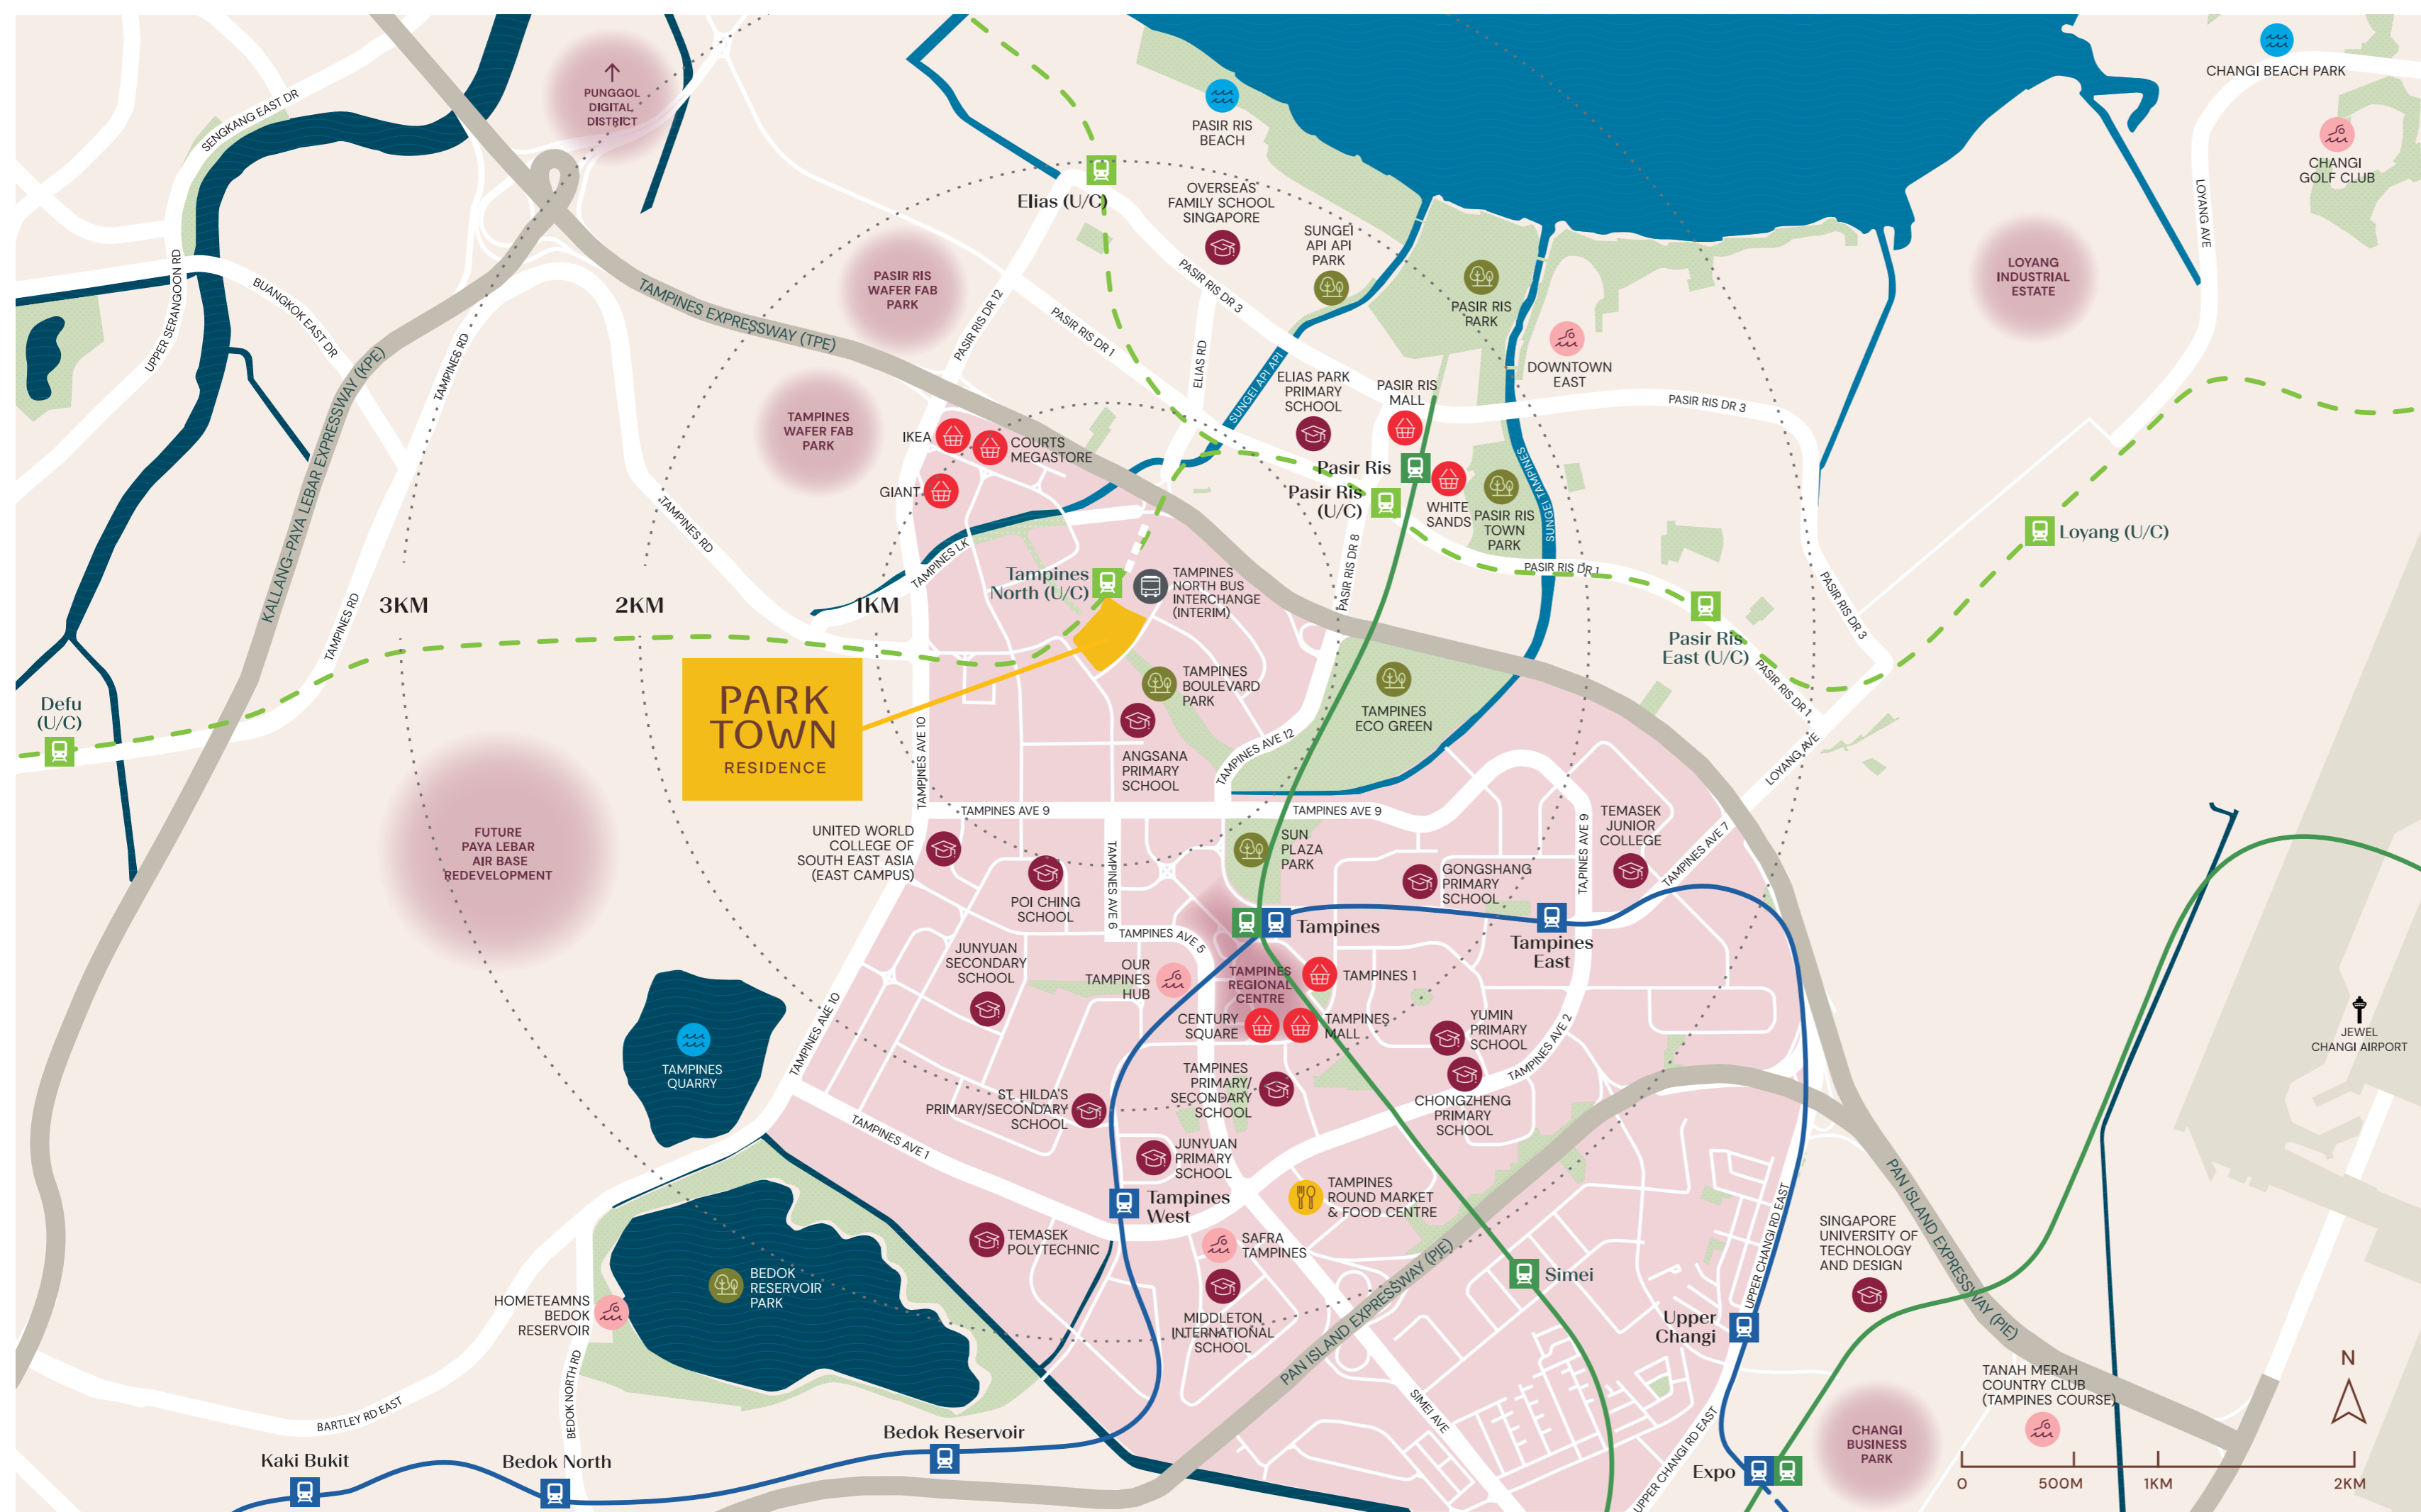 CHANGI BEACH PARK
PUNGGOL
DIGITAL
DISTRICT
SENGKANG EAST DR
PASIR RIS
BEACH
CHANGI
GOLF CLUB
Elias (U/C)
OVERSEAS
FAMILY SCHOOL
SINGAPORE
SUNGEI
API API
PARK
LOYANG AVE
UPPER SERANGOON RD
BUANGKOK EAST DR
TAMPINES EXPRESSWAY (TPE)
PASIR RIS
WAFER FAB
PARK
PASIR RIS DR 12
PASIR RIS DR 3
PASIR RIS DR 1
PASIR RIS
PARK
LOYANG
INDUSTRIAL
ESTATE
KALLANG-PAYA LEBAR EXPRESSWAY (KPE)
TAMPINES RD
ELIAS RD
SUNGEI API API
ELIAS PARK
PRIMARY
SCHOOL
PASIR RIS
MALL
DOWNTOWN
EAST
PASIR RIS DR 3
TAMPINES
WAFER FAB
PARK
IKEA
COURTS
MEGASTORE
GIANT
Pasir Ris
Pasir Ris
(U/C)
WHITE
SANDS
PASIR RIS
TOWN
PARK
SUNGEI TAMPINES
TAMPINES RD
TAMPINES LK
Loyang (U/C)
Tampines
North (U/C)
TAMPINES
NORTH BUS
INTERCHANGE
(INTERIM)
PASIR RIS DR 8
PASIR RIS DR 1
PASIR RIS DR 3
3KM
2KM
1KM
TAMPINES RD
Pasir Ris
East (U/C)
PASIR RIS DR 1
PARK
TOWN
RESIDENCE
TAMPINES
BOULEVARD
PARK
TAMPINES
ECO GREEN
Defu
(U/C)
ANGSANA
PRIMARY
SCHOOL
TAMPINES AVE 10
TAMPINES AVE 12
LOYANG AVE
TAMPINES AVE 9
TAMPINES AVE 9
TA,PINES AVE 9
TEMASEK
JUNIOR
COLLEGE
TAMPINES AVE 7
FUTURE
PAYA LEBAR
AIR BASE
REDEVELOPMENT
UNITED WORLD
COLLEGE OF
SOUTH EAST ASIA
(EAST CAMPUS)
POI CHING
SCHOOL
TAMPINES AVE 6
SUN
PLAZA
PARK
GONGSHANG
PRIMARY
SCHOOL
TAMPINES AVE 5
Tampines
Tampines
East
JUNYUAN
SECONDARY
SCHOOL
OUR
TAMPINES
HUB
TAMPINES
REGIONAL
CENTRE
TAMPINES 1
TAMPINES AVE 10
CENTURY
SQUARE
TAMPINES
MALL
YUMIN
PRIMARY
SCHOOL
TAMPINES AVE 2
JEWEL
CHANGI AIRPORT
TAMPINES
QUARRY
ST. HILDA'S
PRIMARY/SECONDARY
SCHOOL
TAMPINES
PRIMARY/
SECONDARY
SCHOOL
CHONGZHENG
PRIMARY
SCHOOL
TAMPINES AVE 1
JUNYUAN
PRIMARY
SCHOOL
Tampines
West
TAMPINES
ROUND MARKET
& FOOD CENTRE
PAN ISLAND EXPRESSWAY (PIE)
UPPER CHANGI RD EAST
SINGAPORE
UNIVERSITY OF
TECHNOLOGY
AND DESIGN
TEMASEK
POLYTECHNIC
SAFRA
TAMPINES
PAN ISLAND EXPRESSWAY (PIE)
Simei
BEDOK
RESERVOIR
PARK
HOMETEAMNS
BEDOK
RESERVOIR
MIDDLETON
INTERNATIONAL
SCHOOL
Upper
Changi
BEDOK NORTH RD
BARTLEY RD EAST
SIMEI AVE
UPPER CHANGI RD EAST
TANAH MERAH
COUNTRY CLUB
(TAMPINES COURSE)
N
Kaki Bukit
Bedok North
Bedok Reservoir
Expo
CHANGI
BUSINESS
PARK
0 500M 1KM 2KM